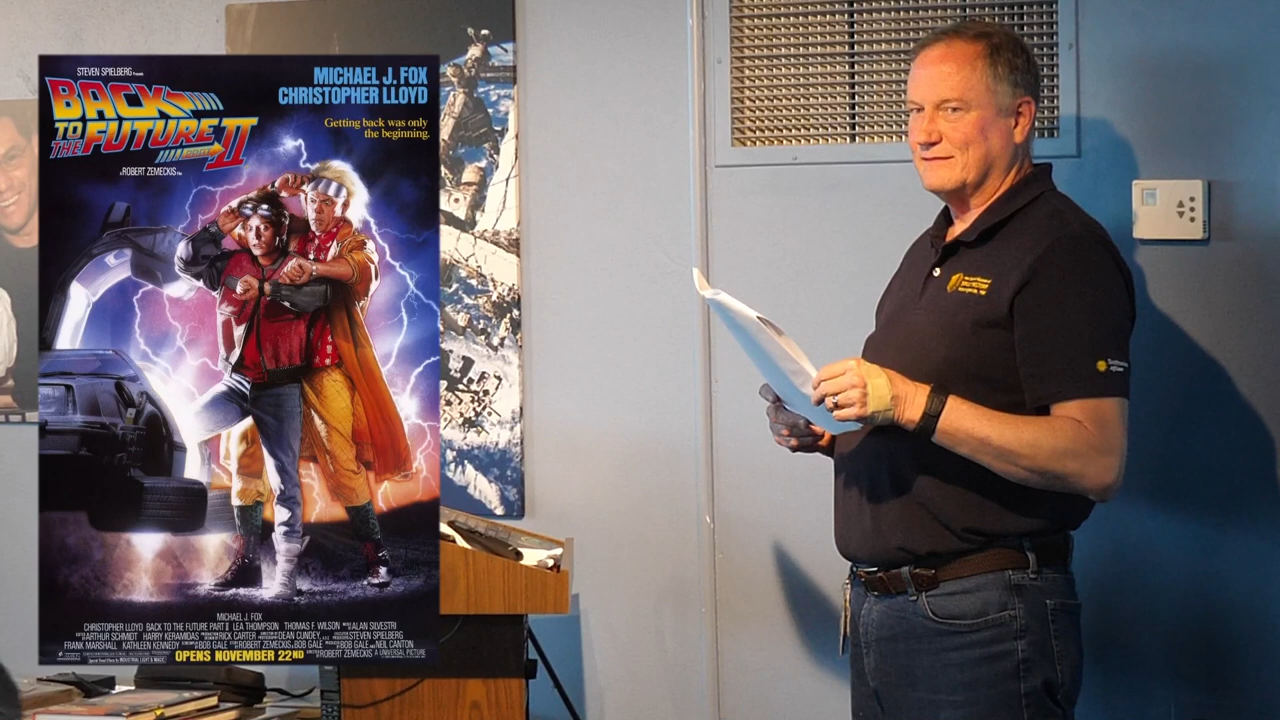 STEVEN SPIELBERG Presents
MICHAEL J. FOX
CHRISTOPHER LLOYD
BACK
TO THE
FUTURE
PART II
Getting back was only
the beginning.
A ROBERT ZEMECKIS Film
MICHAEL J. FOX
CHRISTOPHER LLOYD BACK TO THE FUTURE PART II LEA THOMPSON THOMAS F. WILSON ALAN SILVESTRI
ARTHUR SCHMIDT HARRY KERAMIDAS RICK CARTER DEAN CUNDEY, STEVEN SPIELBERG
FRANK MARSHALL KATHLEEN KENNEDY BOB GALE ROBERT ZEMECKIS & BOB GALE BOB GALE AND NEIL CANTON
OPENS NOVEMBER 22ND ROBERT ZEMECKIS A UNIVERSAL PICTURE